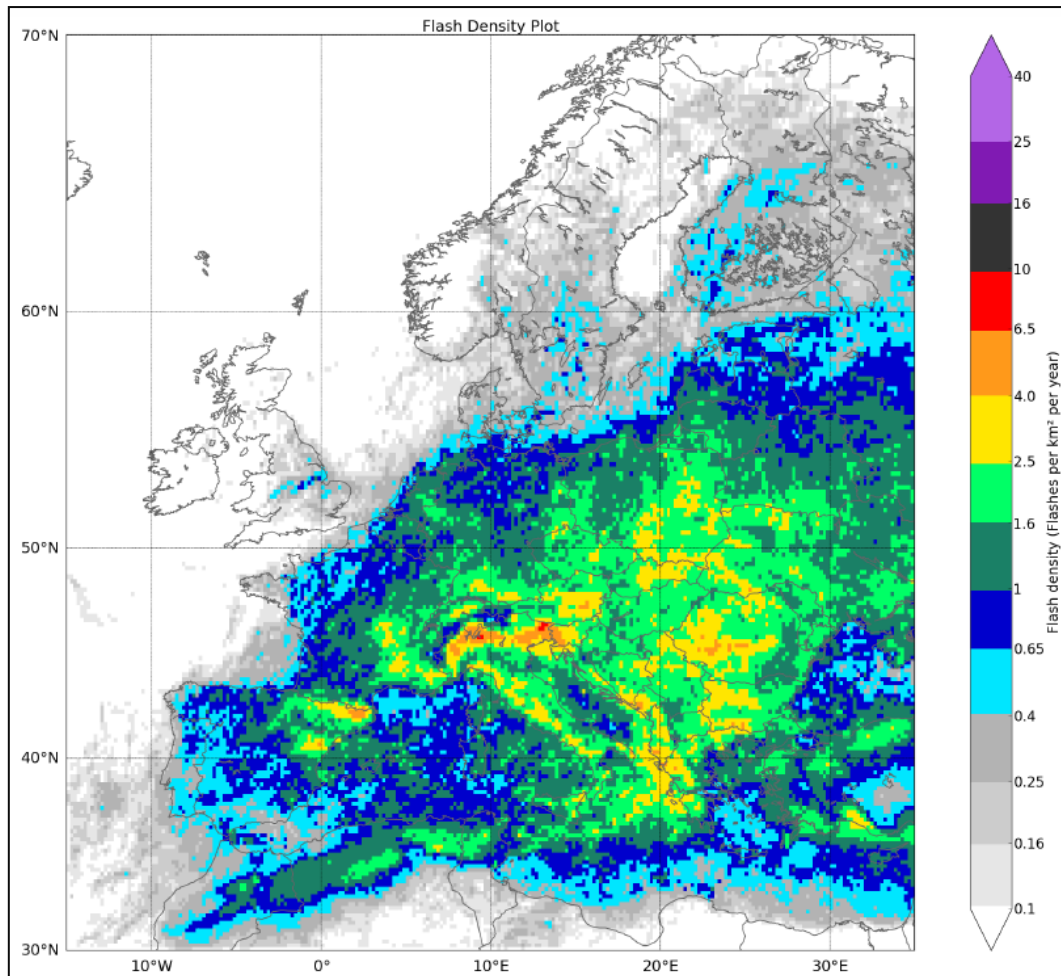 Flash Density Plot
70°N
60°N
50°N
40°N
30°N
10°W
0°
10°E
20°E
30°E
40
25
16
10
6.5
4.0
2.5
1.6
1
0.65
0.4
0.25
0.16
0.1
Flash density (Flashes per km² per year)